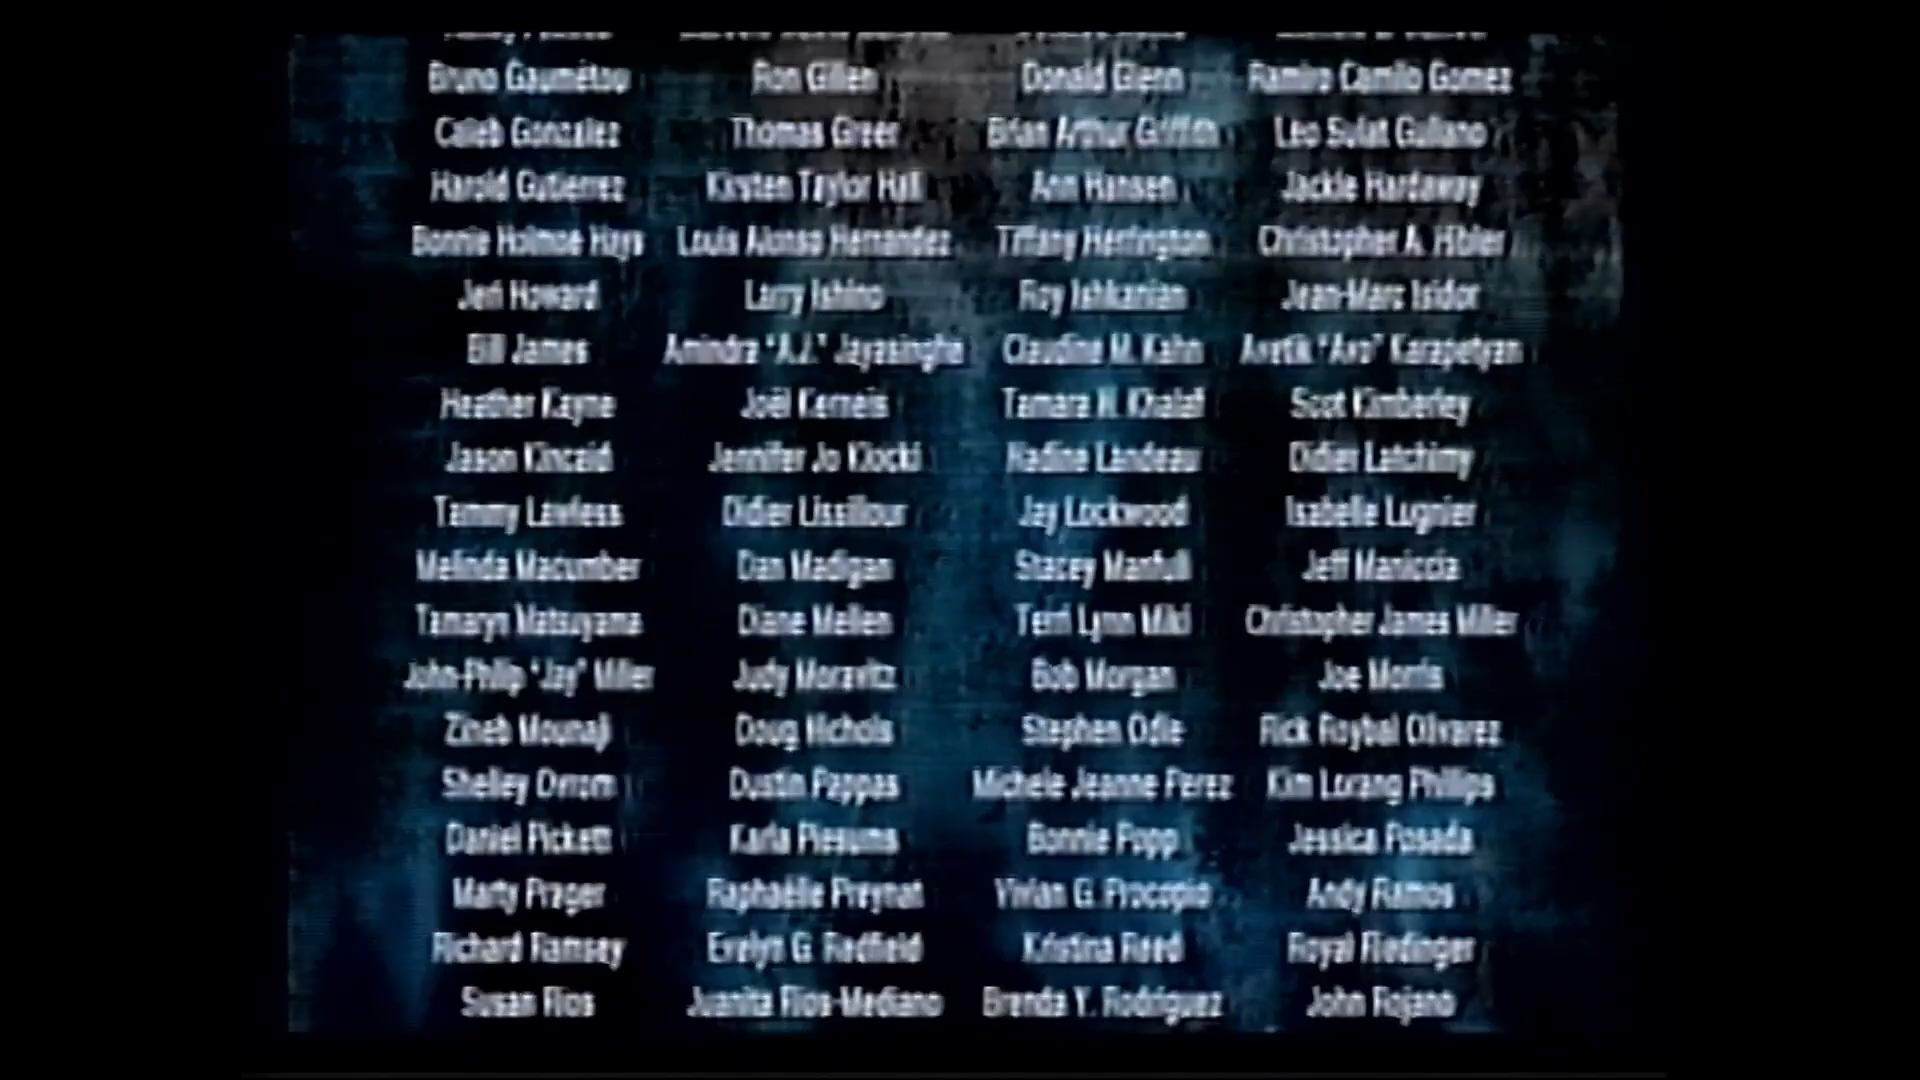 Bruno Gaumétou Ron Gillen Donald Glenn Ramiro Camilo Gomez
Caleb Gonzalez Thomas Greer Brian Arthur Griffith Leo Sulat Guliano
Harold Gutierrez Kirsten Taylor Hall Ann Hansen Jackie Hardaway
Bonnie Holmoe Hays Louis Alonso Hernandez Tiffany Herrington Christopher A. Hibler
Jeri Howard Larry Ishino Roy Ishkanian Jean-Marc Isidor
Bill James Amindra "A.J." Jayasinghe Claudine M. Kahn Avetik "Avo" Karapetyan
Heather Kayne Joël Kerneis Tamara N. Khalaf Scot Kimberley
Jason Kincaid Jennifer Jo Klocki Nadine Landeau Didier Latchimy
Tammy Lawless Didier Lissillour Jay Lockwood Isabelle Lugnier
Melinda Macumber Dan Madigan Stacey Manfull Jeff Maniccia
Tamaryn Matsuyama Diane Mellen Terri Lynn Miki Christopher James Miller
John-Philip "Jay" Miller Judy Moravitz Bob Morgan Joe Morris
Zineb Mounaji Doug Nichols Stephen Odle Rick Roybal Olivarez
Shelley Ovrom Dustin Pappas Michele Jeanne Perez Kim Lorang Phillips
Daniel Pickett Karla Piesums Bonnie Popp Jessica Posada
Marty Prager Raphaëlle Preynat Vivian G. Procopio Andy Ramos
Richard Ramsey Evelyn G. Redfield Kristina Reed Royal Riedinger
Susan Rios Juanita Rios-Mediano Brenda Y. Rodriguez John Rojano